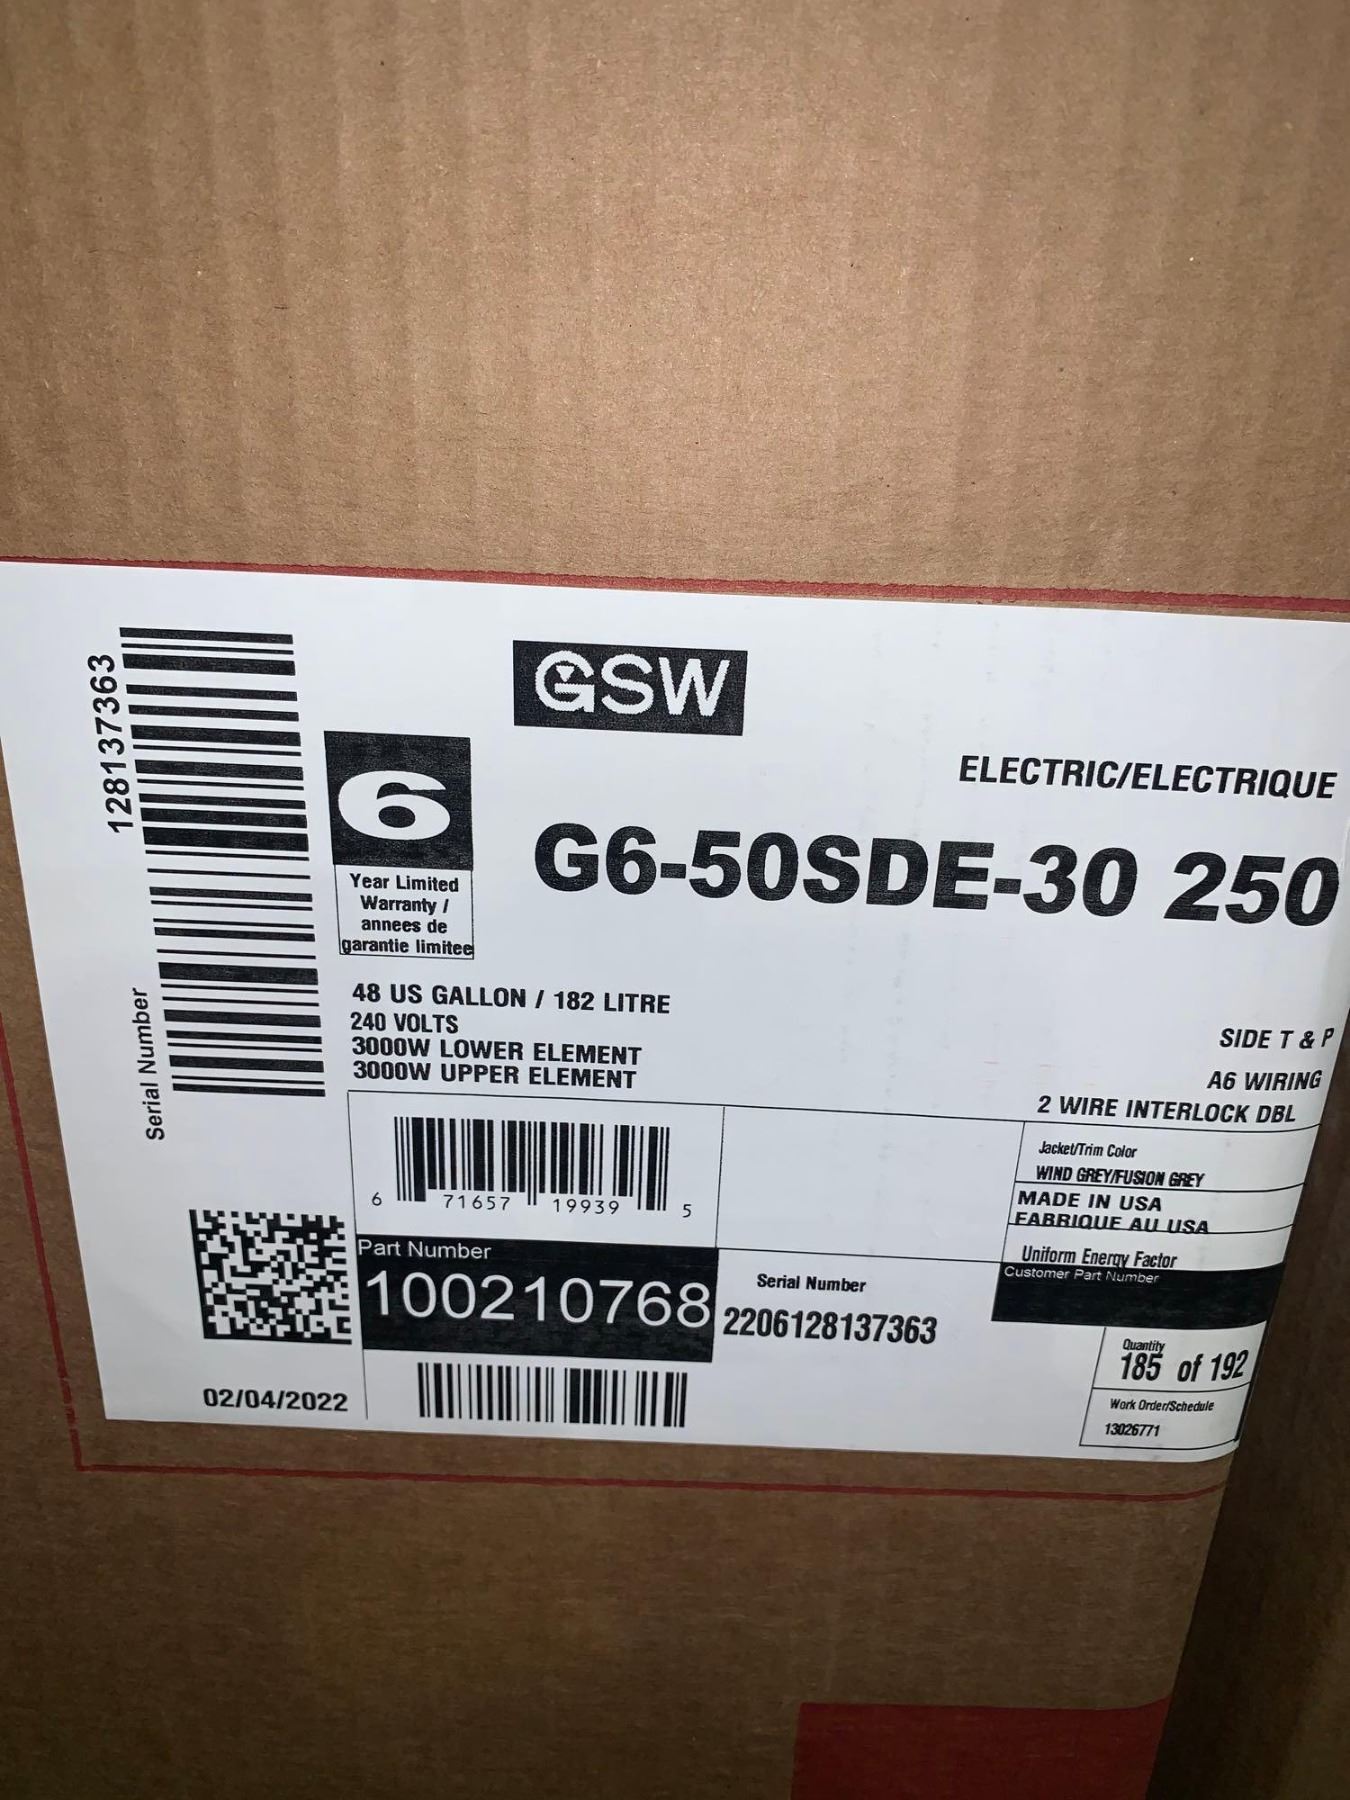 GSW
ELECTRIC/ELECTRIQUE
G6-50SDE-30 250
6
Year Limited
Warranty /
annees de
garantie limitee
128137363
Serial Number
48 US GALLON / 182 LITRE
240 VOLTS
3000W LOWER ELEMENT
3000W UPPER ELEMENT
SIDE T & P
A6 WIRING
2 WIRE INTERLOCK DBL
6 71657 19939 5
Jacket/Trim Color
WIND GREY/FUSION GREY
MADE IN USA
FABRIQUE AU USA
Uniform Energy Factor
Customer Part Number
Part Number
100210768
Serial Number
2206128137363
Quantity
185 of 192
Work Order/Schedule
13026771
02/04/2022